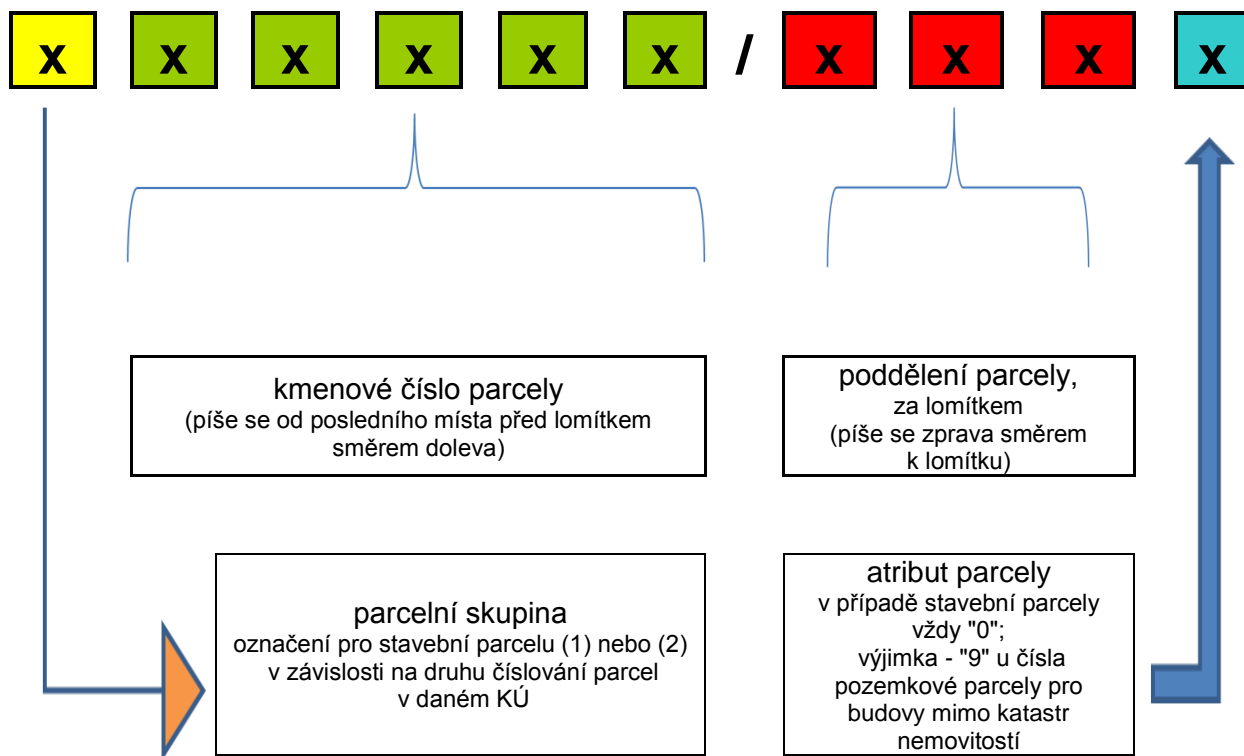 x x x x x x / x x x x
kmenové číslo parcely
(píše se od posledního místa před lomítkem
směrem doleva)
poddělení parcely,
za lomítkem
(píše se zprava směrem
k lomítku)
parcelní skupina
označení pro stavební parcelu (1) nebo (2)
v závislosti na druhu číslování parcel
v daném KÚ
atribut parcely
v případě stavební parcely
vždy "0";
výjimka - "9" u čísla
pozemkové parcely pro
budovy mimo katastr
nemovitostí